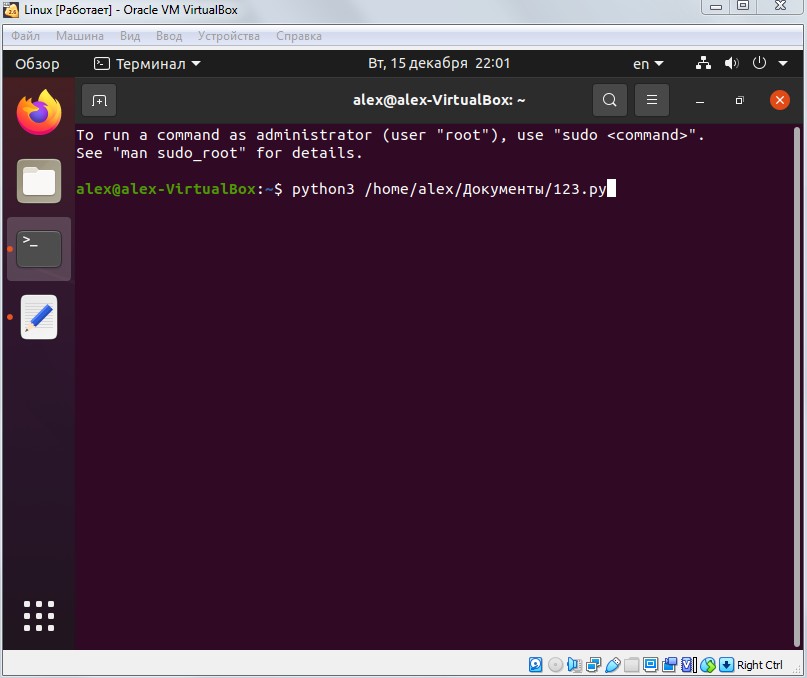 Linux [Работает] - Oracle VM VirtualBox
Файл Машина Вид Ввод Устройства Справка
Обзор Терминал Вт, 15 декабря 22:01 en
alex@alex-VirtualBox: ~
To run a command as administrator (user "root"), use "sudo <command>".
See "man sudo_root" for details.
alex@alex-VirtualBox:~$ python3 /home/alex/Документы/123.py
Right Ctrl